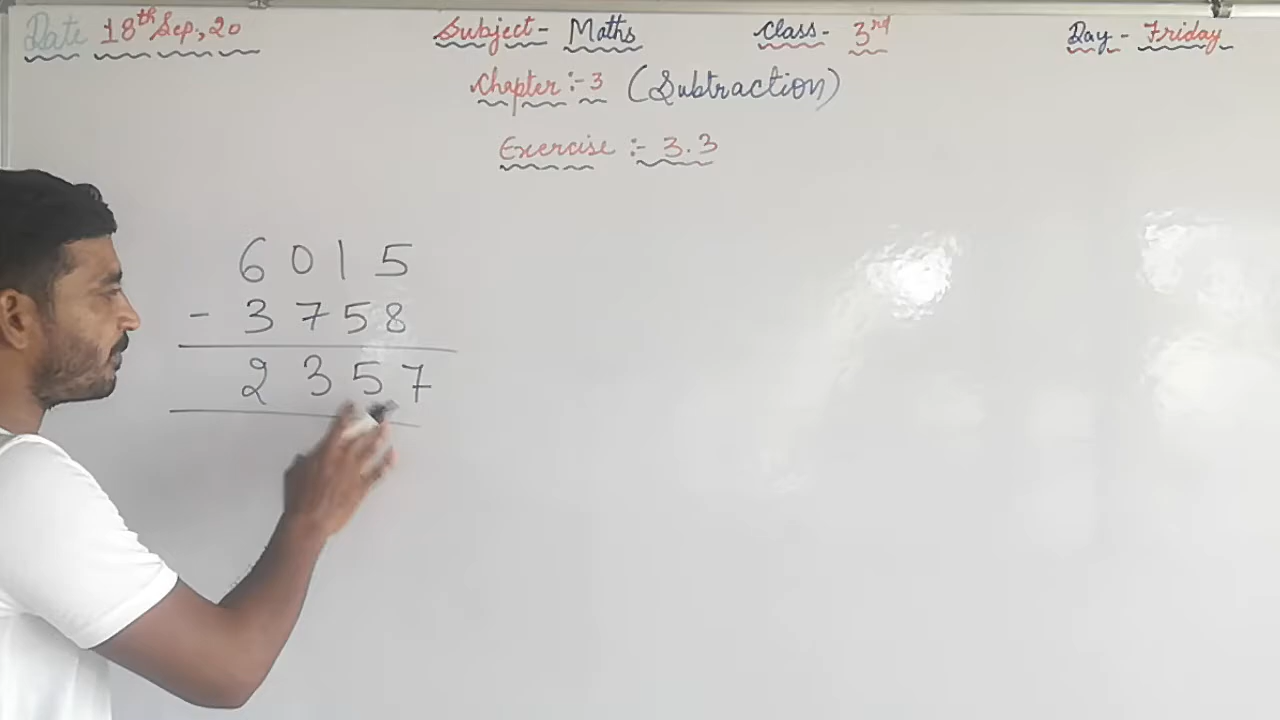 Date 18th Sep, 20 Subject- Maths Class- 3rd Day- Friday
Chapter:-3 (Subtraction)
Exercise:- 3.3
6015
- 3758
2357